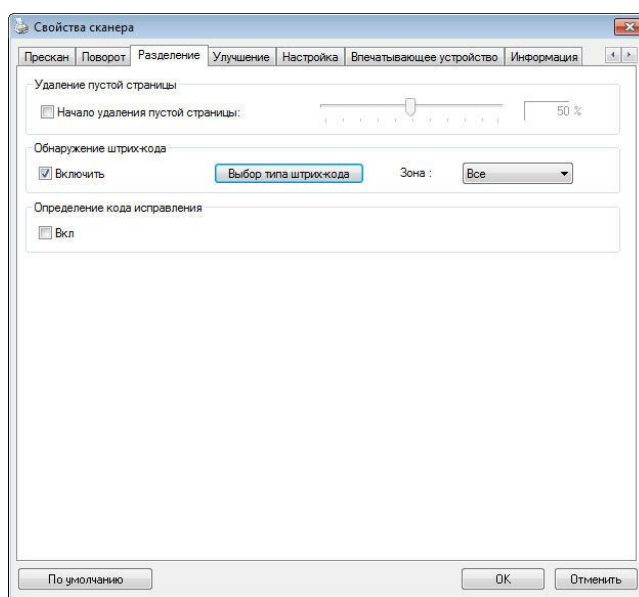 Свойства сканера
Прескан Поворот Разделение Улучшение Настройка Впечатывающее устройство Информация
Удаление пустой страницы
Начало удаления пустой страницы: 50 %
Обнаружение штрих-кода
Включить Выбор типа штрих-кода Зона : Все
Определение кода исправления
Вкл
По умолчанию OK Отменить